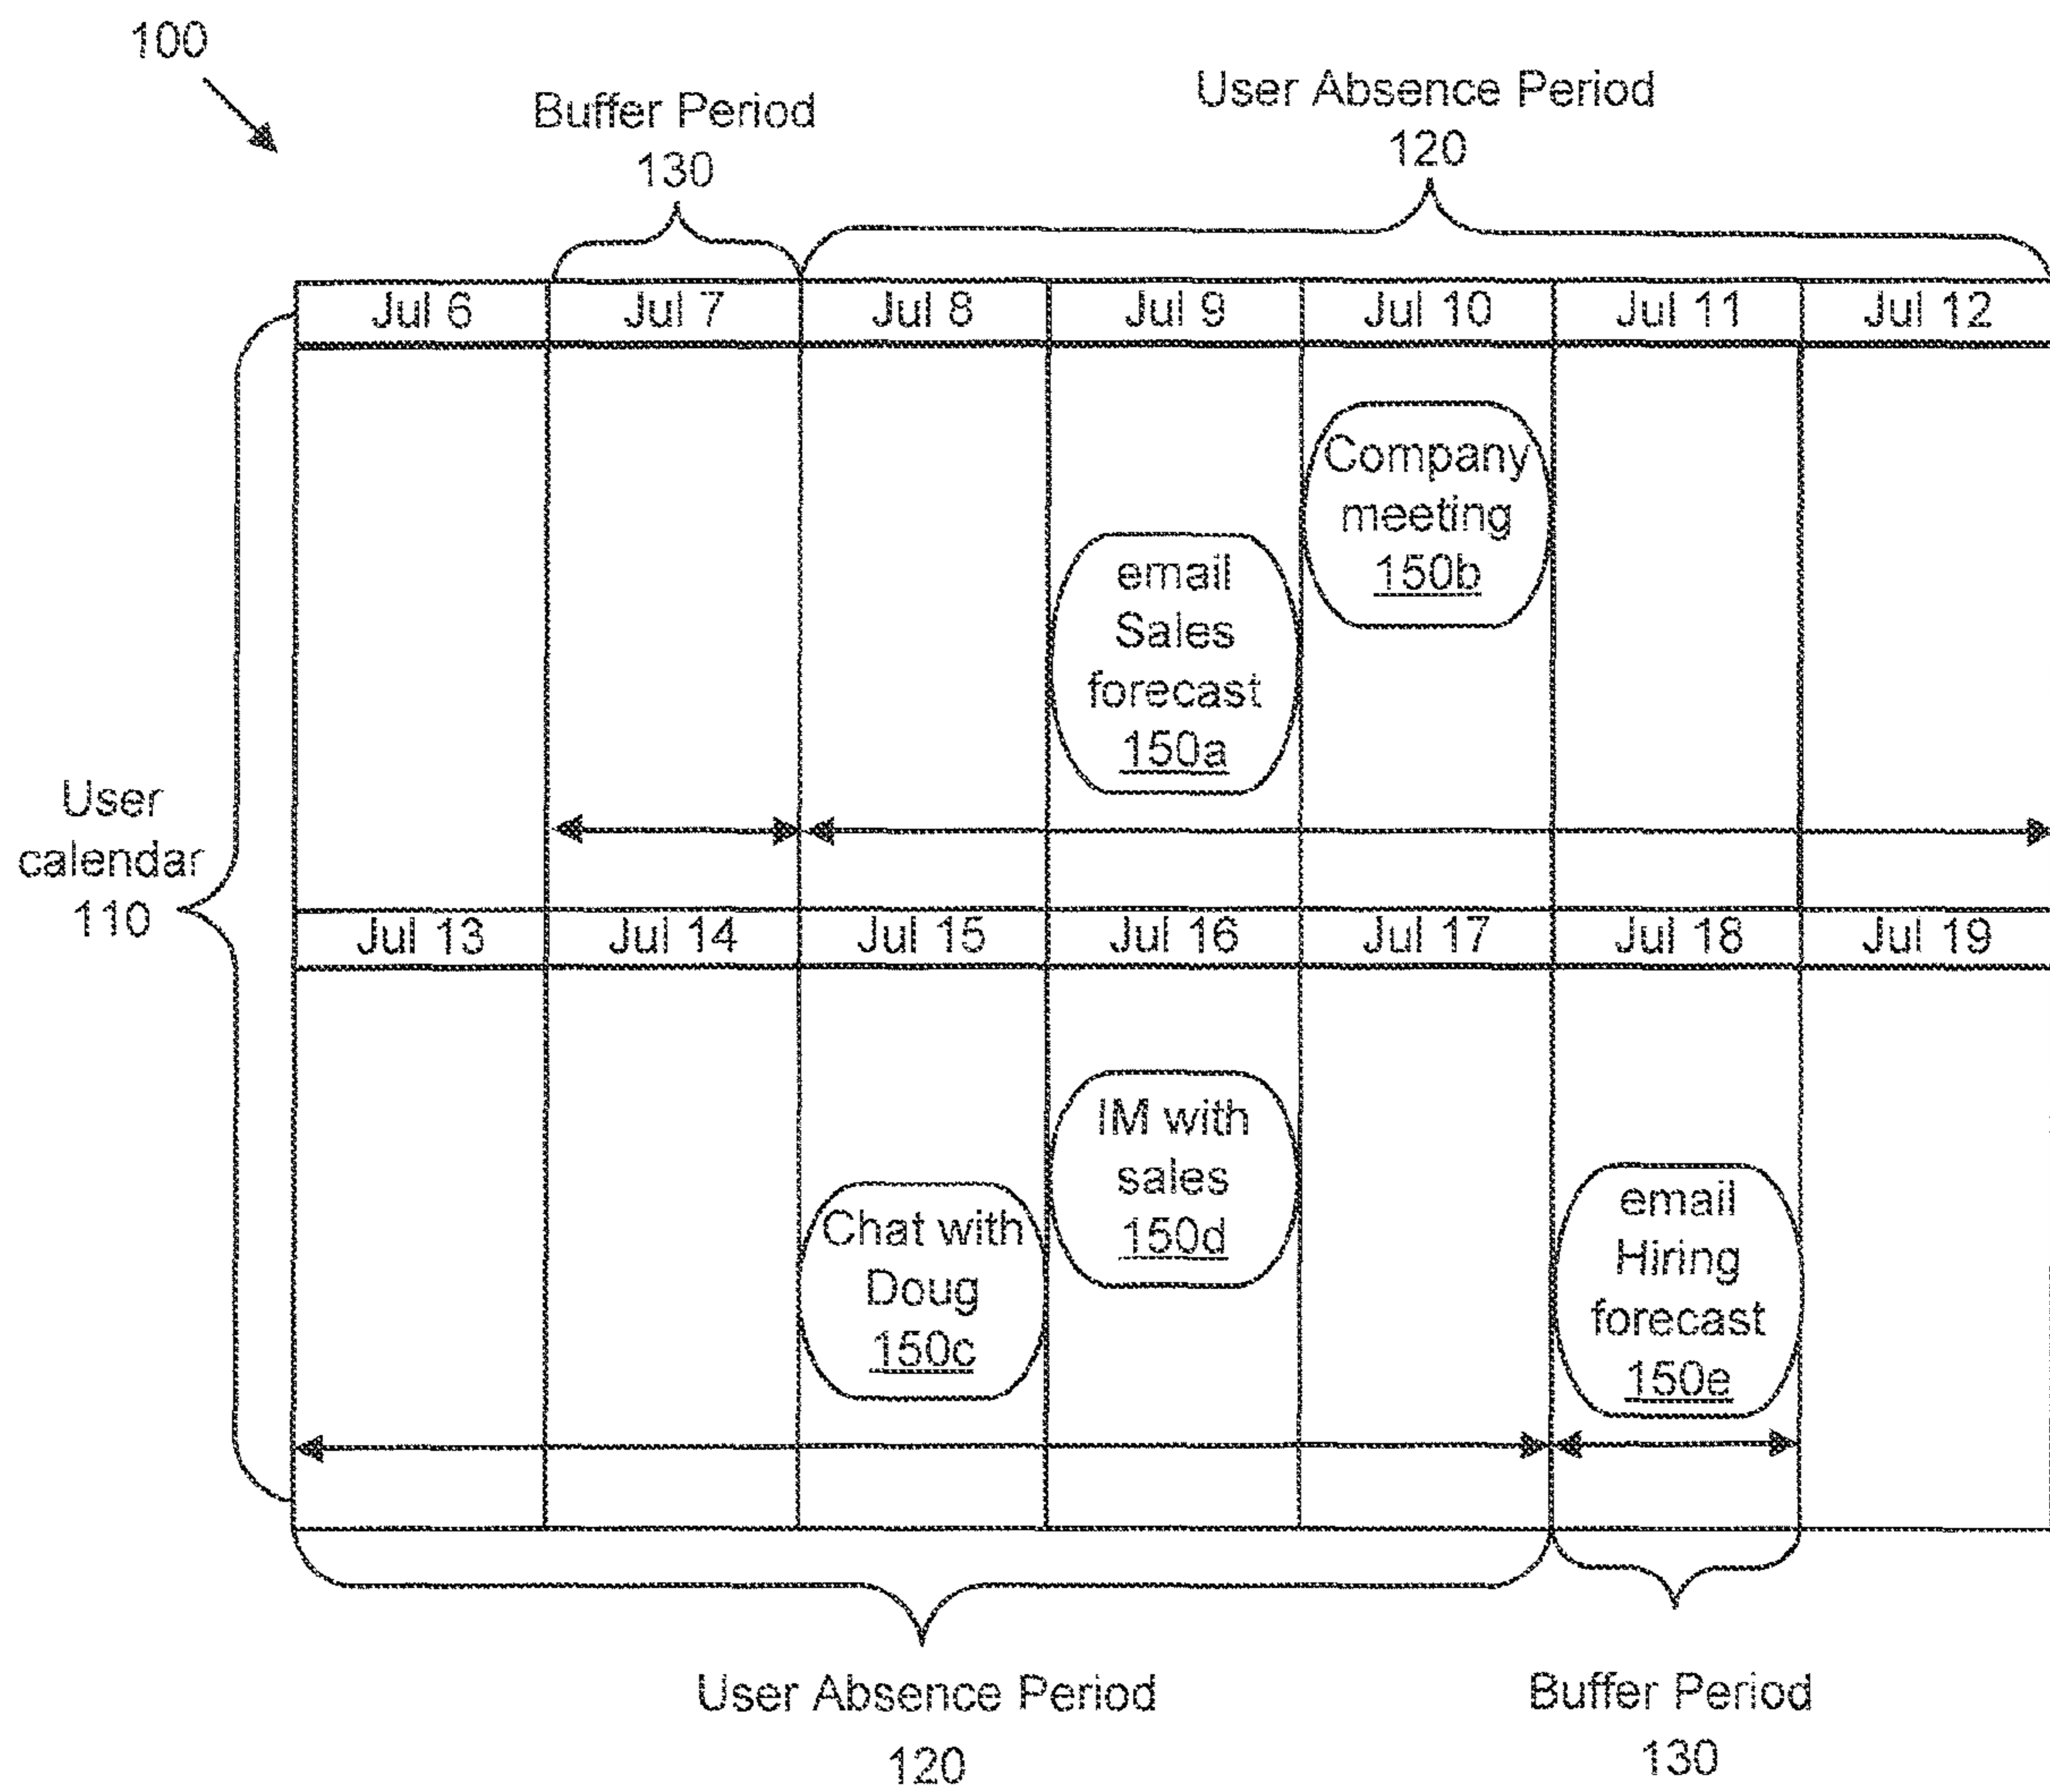 100
Buffer Period
130
User Absence Period
120
Jul 6 Jul 7 Jul 8 Jul 9 Jul 10 Jul 11 Jul 12
Company
meeting
150b
email
Sales
forecast
150a
User
calendar
110
Jul 13 Jul 14 Jul 15 Jul 16 Jul 17 Jul 18 Jul 19
IM with
sales
150d
Chat with
Doug
150c
email
Hiring
forecast
150e
User Absence Period
120
Buffer Period
130